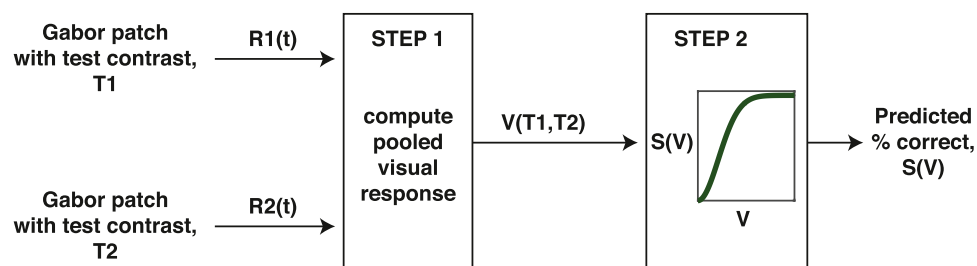 Gabor patch
with test contrast,
T1
R1(t)
Gabor patch
with test contrast,
T2
R2(t)
STEP 1
compute
pooled
visual
response
V(T1,T2)
STEP 2
S(V)
V
Predicted
% correct,
S(V)